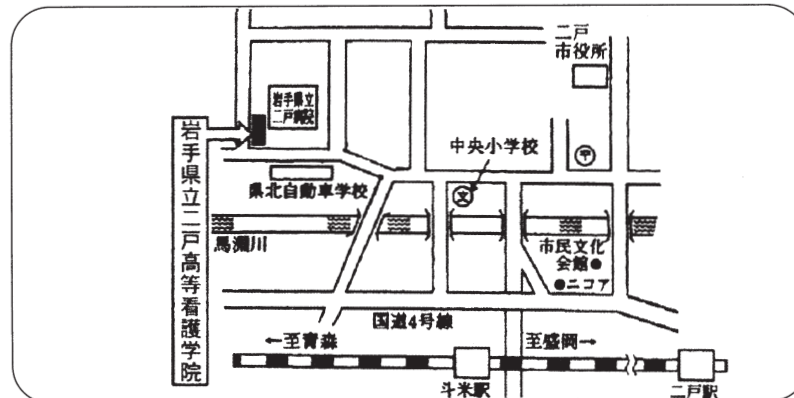 二戸
市役所
岩手県立
二戸病院
岩手県立二戸高等看護学院
中央小学校
〒
県北自動車学校
文
馬淵川
市民文化
会館●
●ニコア
国道4号線
←至青森
至盛岡→
斗米駅
二戸駅